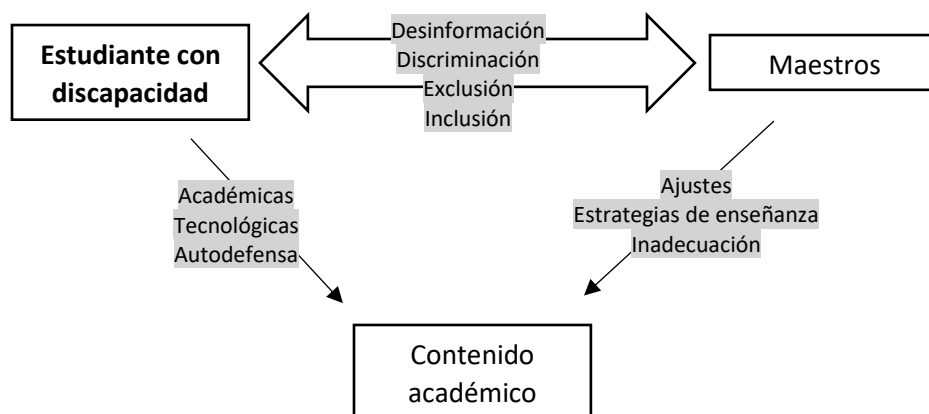 Estudiante con
discapacidad
Desinformación
Discriminación
Exclusión
Inclusión
Maestros
Académicas
Tecnológicas
Autodefensa
Ajustes
Estrategias de enseñanza
Inadecuación
Contenido
académico